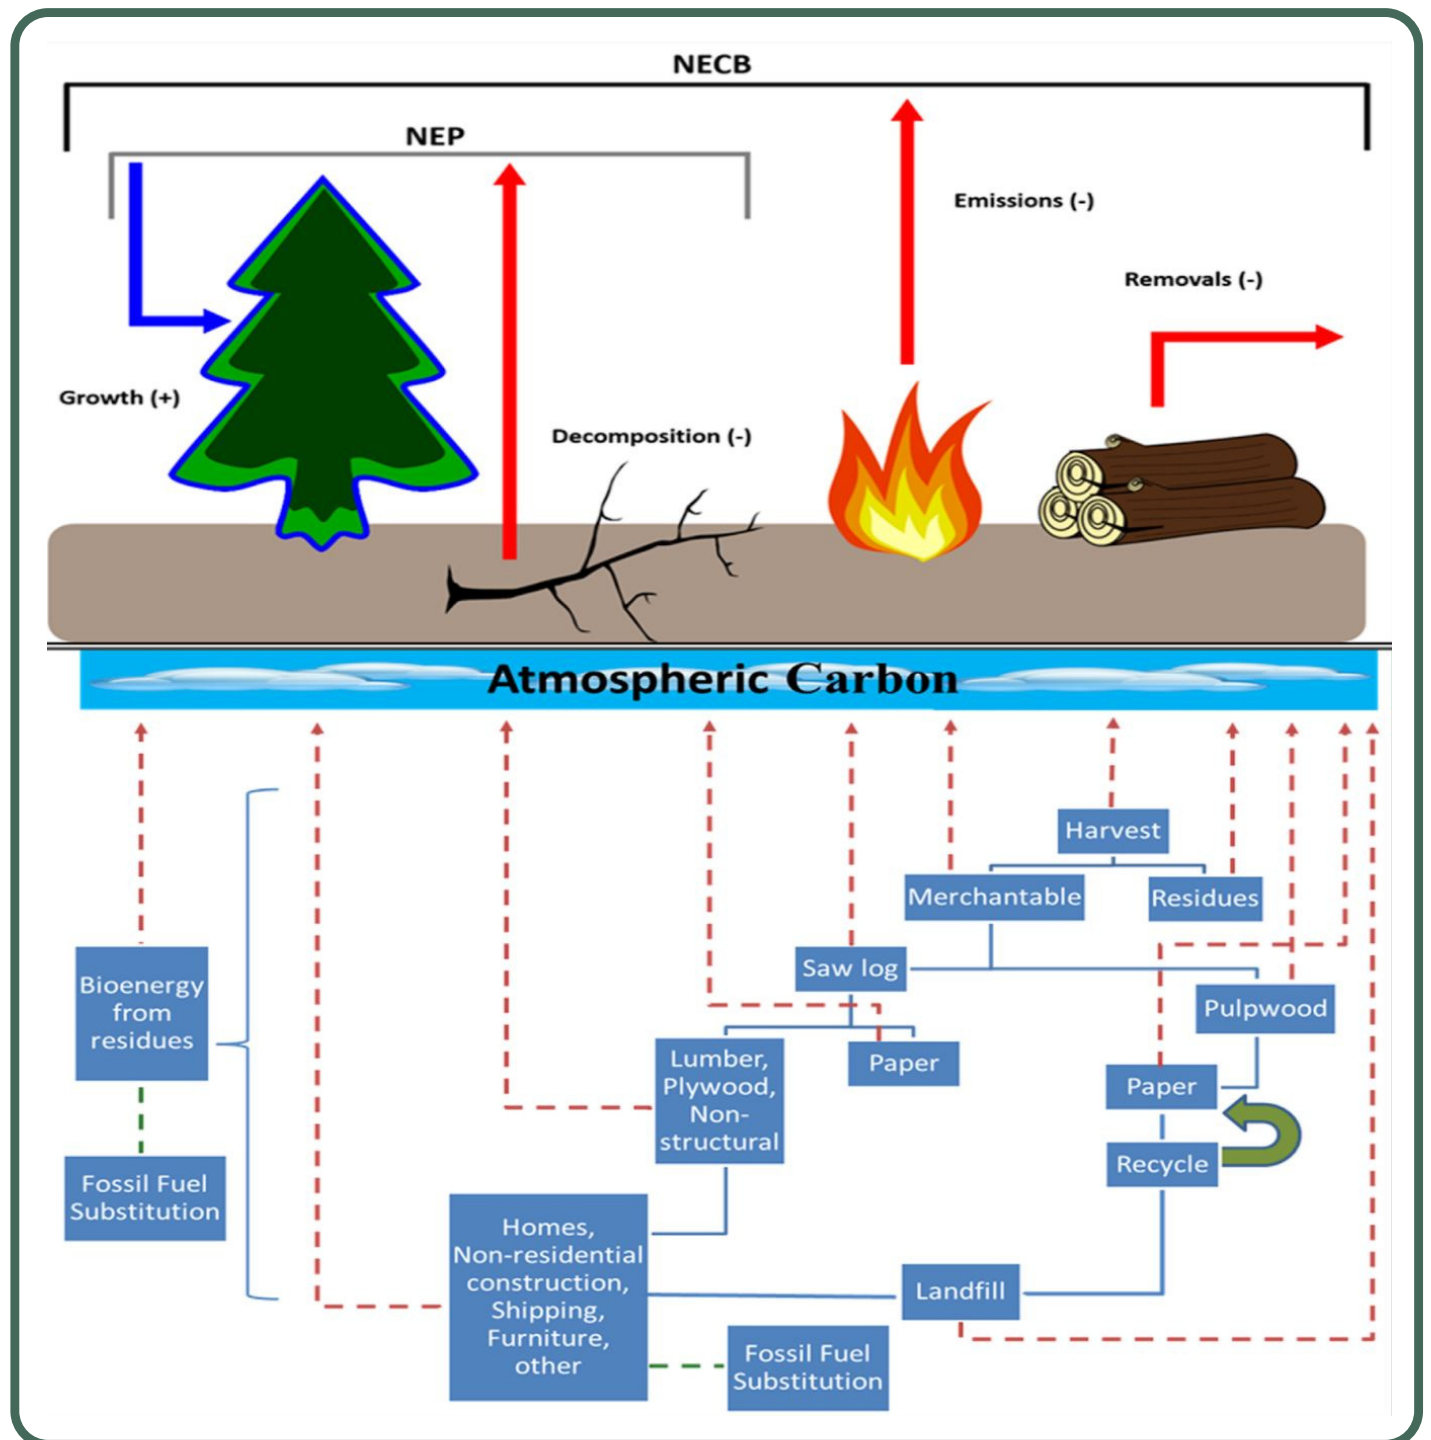 NECB
NEP
Emissions (-)
Removals (-)
Growth (+)
Decomposition (-)
Atmospheric Carbon
Harvest
Merchantable
Residues
Saw log
Pulpwood
Bioenergy
from
residues
Lumber,
Plywood,
Non-
structural
Paper
Paper
Recycle
Fossil Fuel
Substitution
Homes,
Non-residential
construction,
Shipping,
Furniture,
other
Landfill
Fossil Fuel
Substitution